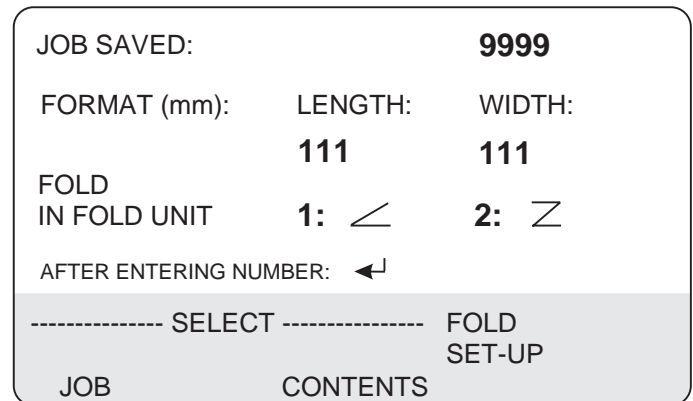 JOB SAVED: 9999
FORMAT (mm): LENGTH: WIDTH:
111 111
FOLD
IN FOLD UNIT 1: 2:
AFTER ENTERING NUMBER:
--------------- SELECT ---------------- FOLD
SET-UP
JOB CONTENTS